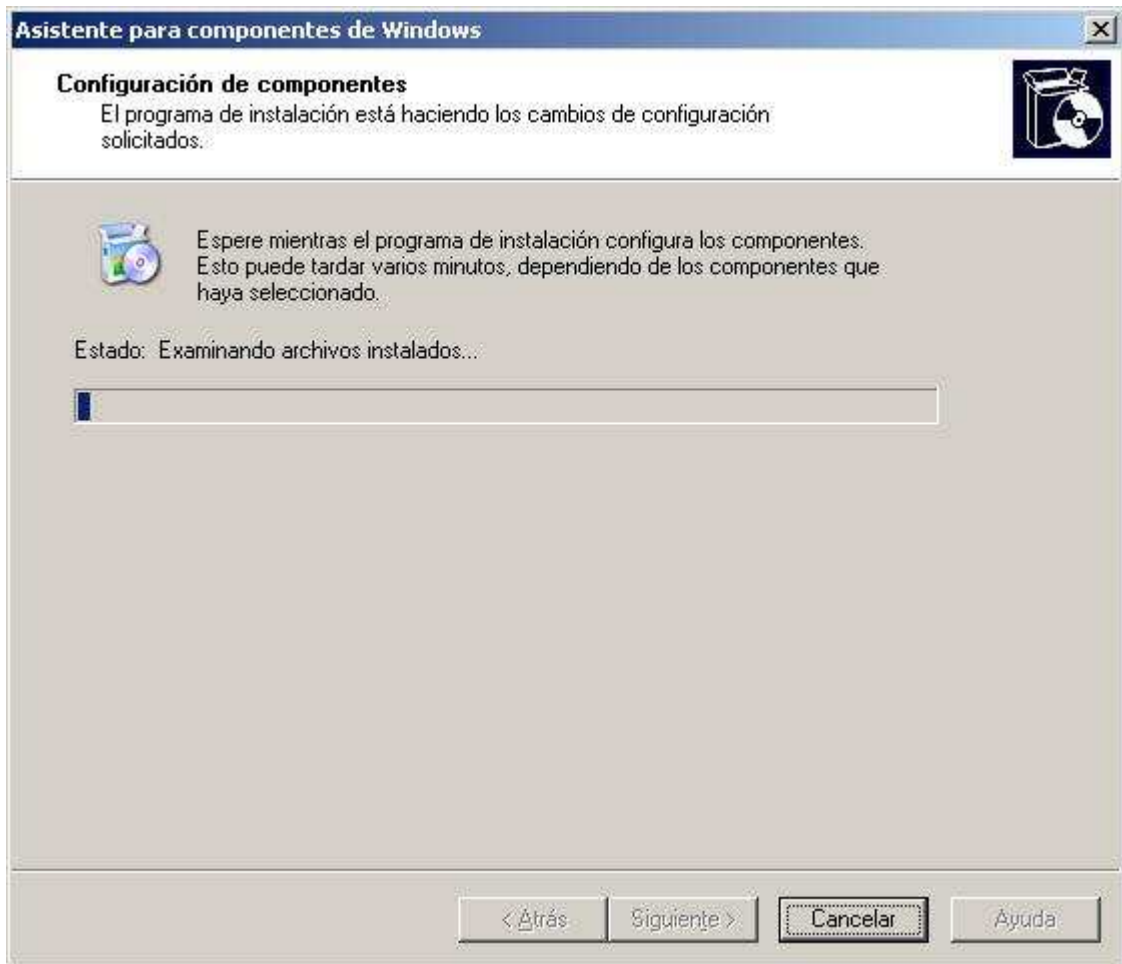 Asistente para componentes de Windows
Configuración de componentes
El programa de instalación está haciendo los cambios de configuración
solicitados.
Espere mientras el programa de instalación configura los componentes.
Esto puede tardar varios minutos, dependiendo de los componentes que
haya seleccionado.
Estado: Examinando archivos instalados...
< Atrás
Siguiente >
Cancelar
Ayuda